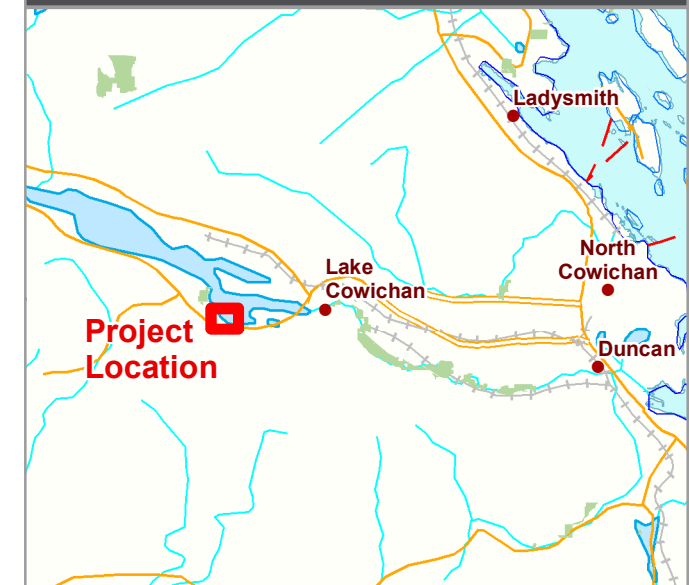 Ladysmith
North
Cowichan
Lake
Cowichan
Project
Location
Duncan